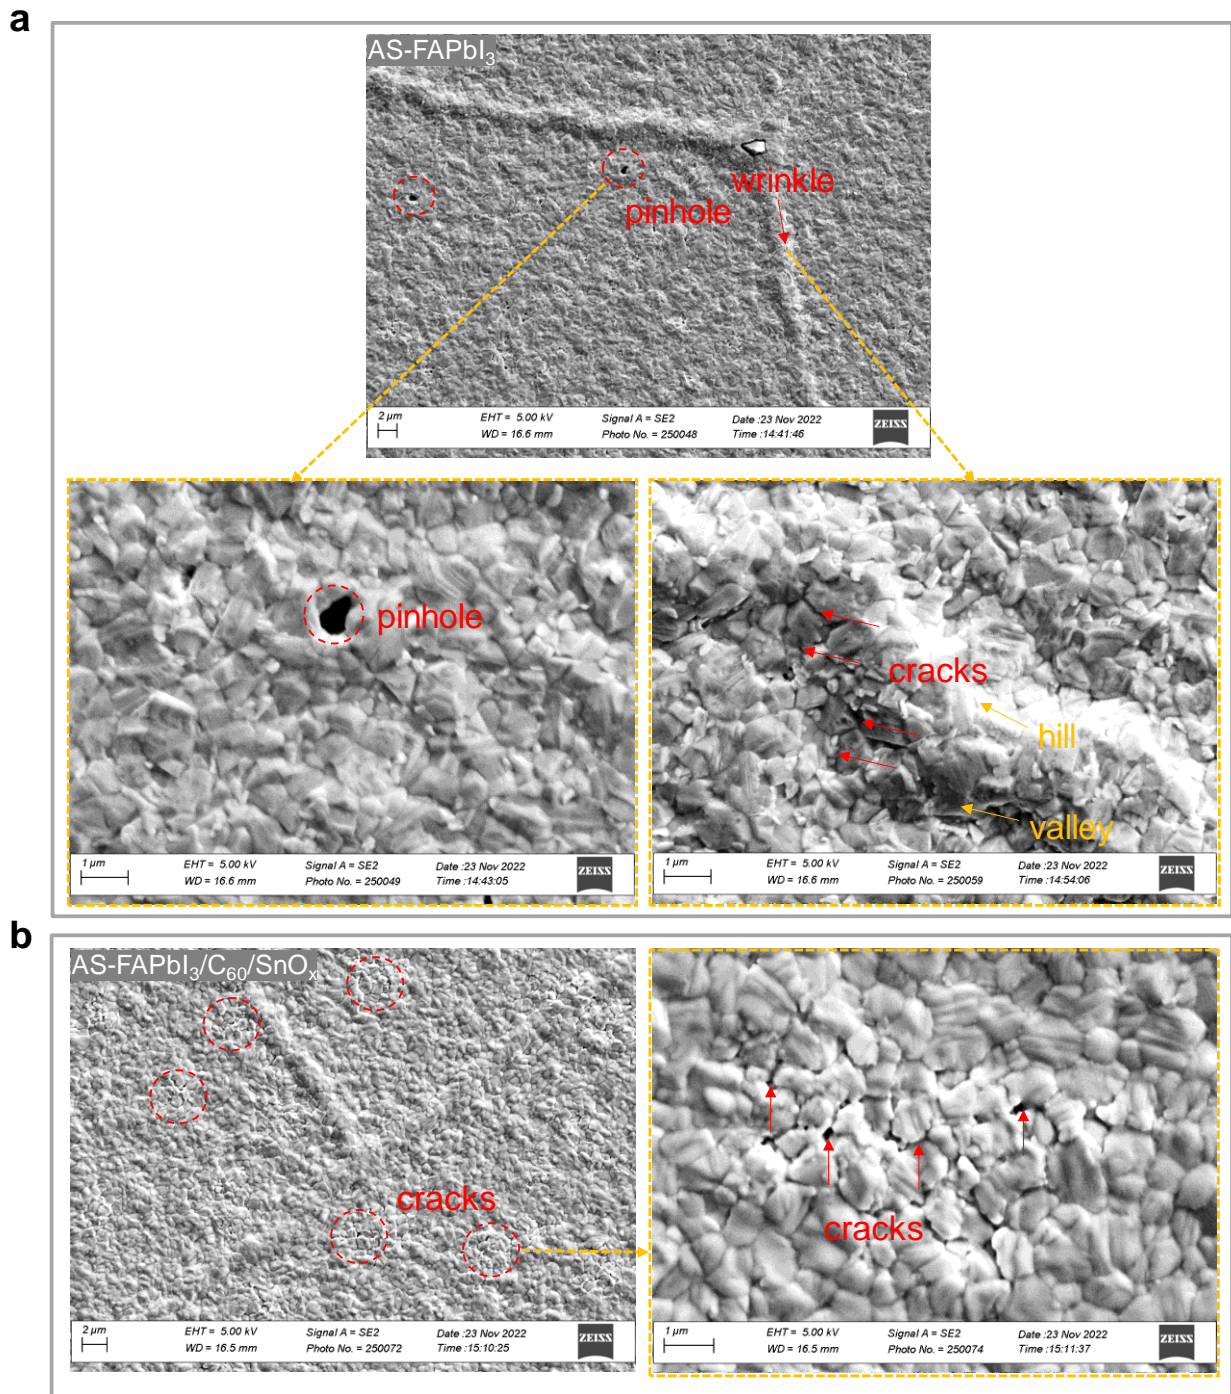 a
AS-FAPbI₃
wrinkle
pinhole
2 µm
EHT = 5.00 kV
WD = 16.6 mm
Signal A = SE2
Photo No. = 250048
Date :23 Nov 2022
Time :14:41:46
ZEISS
pinhole
1 µm
EHT = 5.00 kV
WD = 16.6 mm
Signal A = SE2
Photo No. = 250049
Date :23 Nov 2022
Time :14:43:05
ZEISS
cracks
hill
valley
1 µm
EHT = 5.00 kV
WD = 16.6 mm
Signal A = SE2
Photo No. = 250059
Date :23 Nov 2022
Time :14:54:06
ZEISS
b
AS-FAPbI₃/C₆₀/SnOₓ
cracks
2 µm
EHT = 5.00 kV
WD = 16.5 mm
Signal A = SE2
Photo No. = 250072
Date :23 Nov 2022
Time :15:10:25
ZEISS
cracks
1 µm
EHT = 5.00 kV
WD = 16.5 mm
Signal A = SE2
Photo No. = 250074
Date :23 Nov 2022
Time :15:11:37
ZEISS